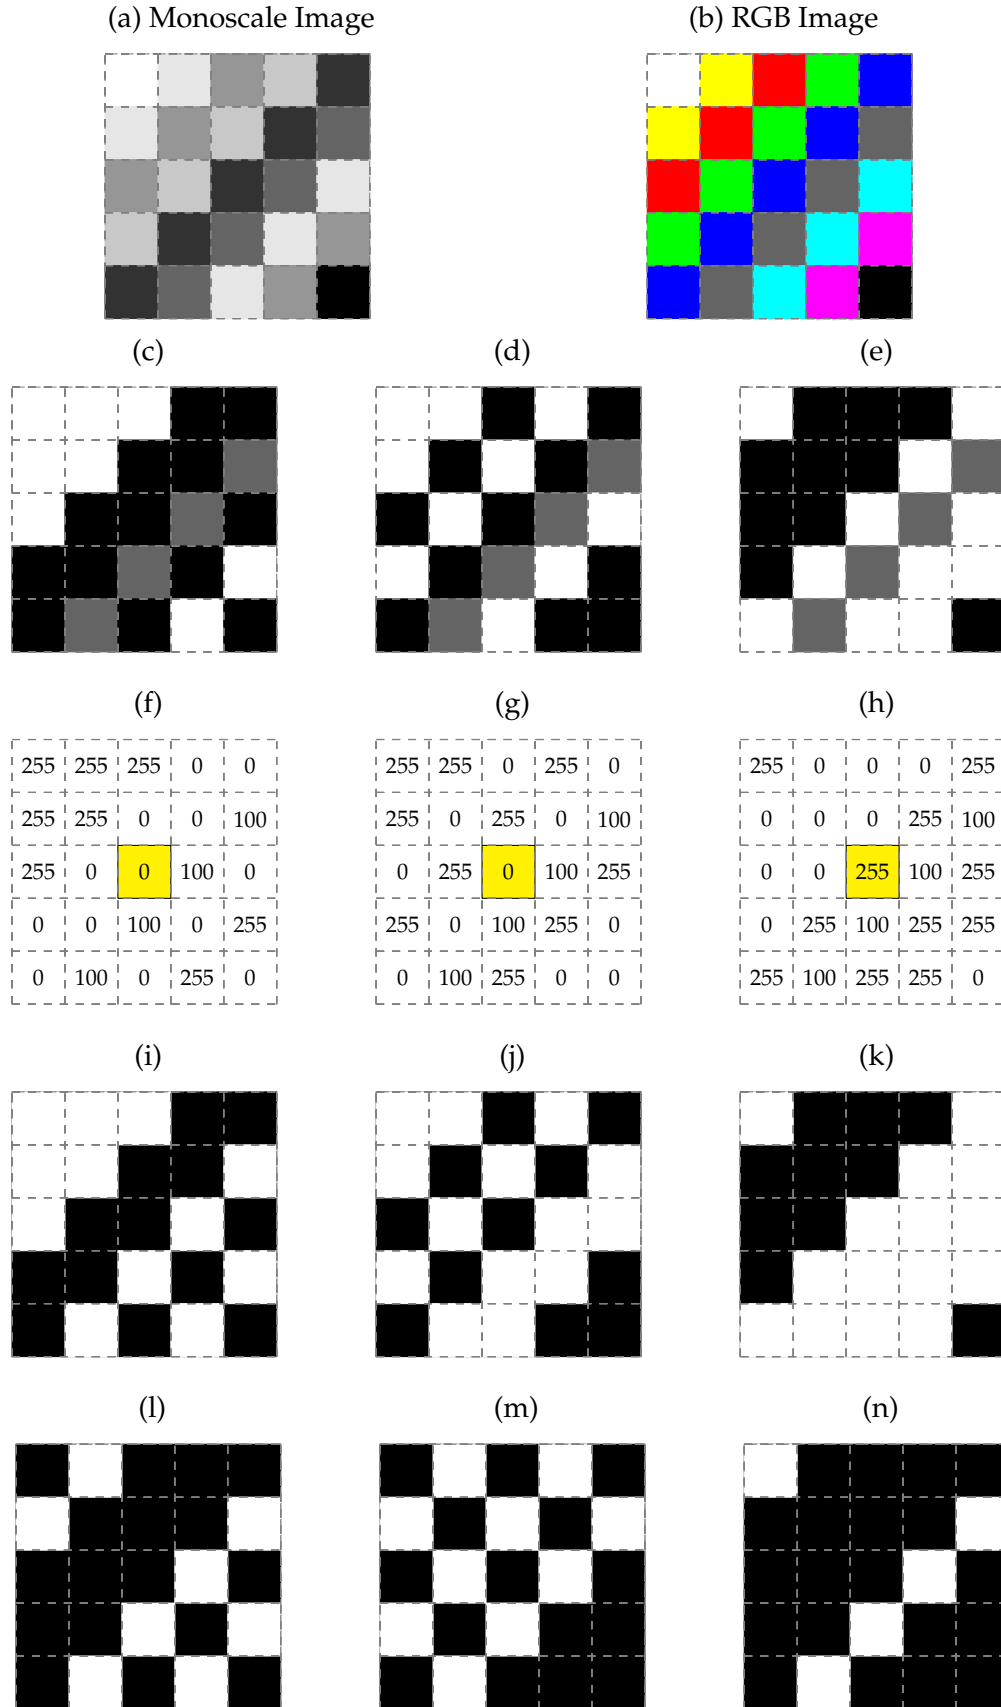 (a) Monoscale Image (b) RGB Image
(c) (d) (e)
(f) (g) (h)
255 255 255 0 0 255 255 0 255 0 255 0 0 0 255
255 255 0 0 100 255 0 255 0 100 0 0 0 255 100
255 0 0 100 0 0 255 0 100 255 0 0 255 100 255
0 0 100 0 255 255 0 100 255 0 0 255 100 255 255
0 100 0 255 0 0 100 255 0 0 255 100 255 255 0
(i) (j) (k)
(l) (m) (n)